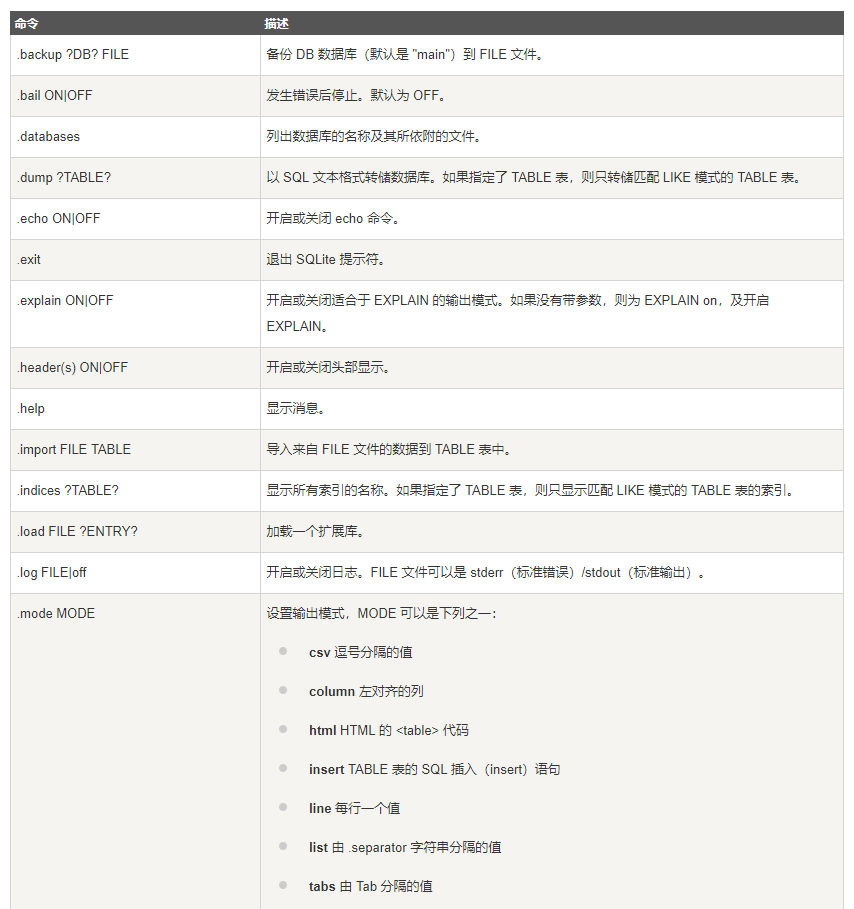 命令 描述
.backup ?DB? FILE 备份 DB 数据库（默认是 "main"）到 FILE 文件。
.bail ON|OFF 发生错误后停止。默认为 OFF。
.databases 列出数据库的名称及其所依附的文件。
.dump ?TABLE? 以 SQL 文本格式转储数据库。如果指定了 TABLE 表，则只转储匹配 LIKE 模式的 TABLE 表。
.echo ON|OFF 开启或关闭 echo 命令。
.exit 退出 SQLite 提示符。
.explain ON|OFF 开启或关闭适合于 EXPLAIN 的输出模式。如果没有带参数，则为 EXPLAIN on，及开启
EXPLAIN。
.header(s) ON|OFF 开启或关闭头部显示。
.help 显示消息。
.import FILE TABLE 导入来自 FILE 文件的数据到 TABLE 表中。
.indices ?TABLE? 显示所有索引的名称。如果指定了 TABLE 表，则只显示匹配 LIKE 模式的 TABLE 表的索引。
.load FILE ?ENTRY? 加载一个扩展库。
.log FILE|off 开启或关闭日志。FILE 文件可以是 stderr（标准错误）/stdout（标准输出）。
.mode MODE 设置输出模式，MODE 可以是下列之一：
csv 逗号分隔的值
column 左对齐的列
html HTML 的 <table> 代码
insert TABLE 表的 SQL 插入（insert）语句
line 每行一个值
list 由 .separator 字符串分隔的值
tabs 由 Tab 分隔的值